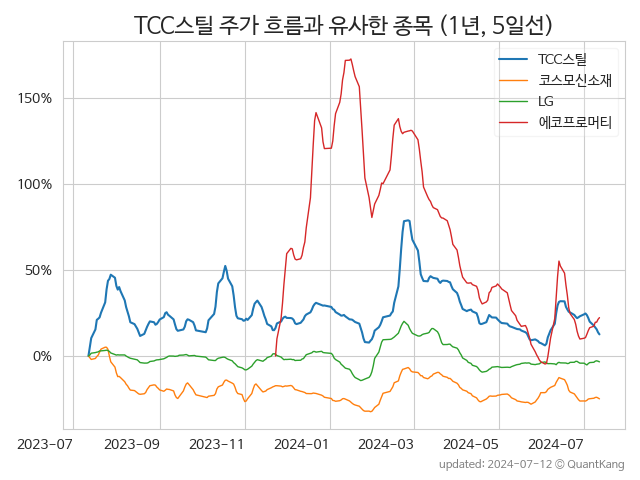 TCC스틸 주가 흐름과 유사한 종목 (1년, 5일선)
TCC스틸
코스모신소재
LG
에코프로머티
150%
100%
50%
0%
2023-07 2023-09 2023-11 2024-01 2024-03 2024-05 2024-07
updated: 2024-07-12 © QuantKang